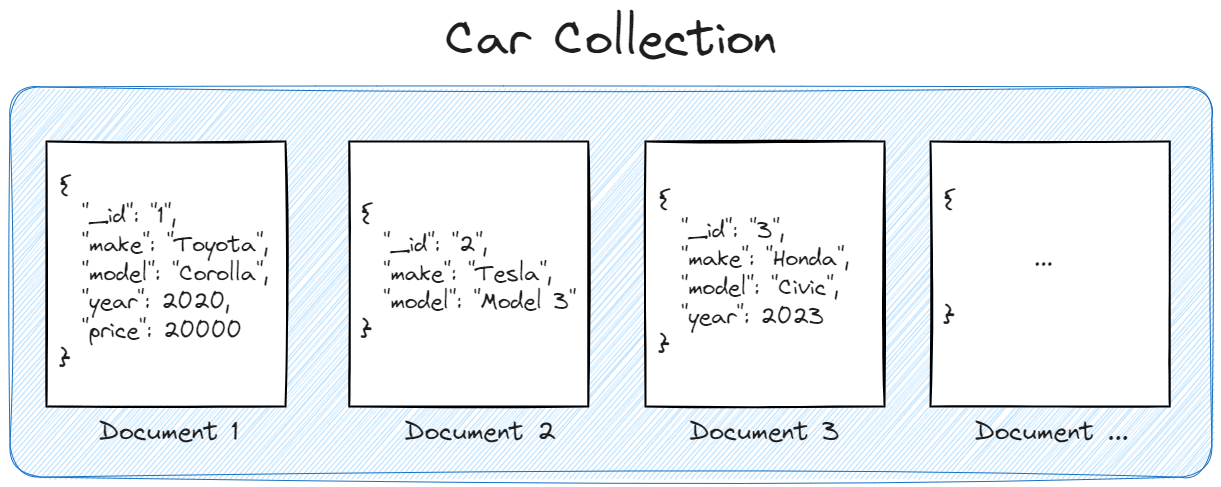 Car Collection
{
"_id": "1",
"make": "Toyota",
"model": "Corolla",
"year": 2020,
"price": 20000
}
Document 1
{
"_id": "2",
"make": "Tesla",
"model": "Model 3"
}
Document 2
{
"_id": "3",
"make": "Honda",
"model": "Civic",
"year": 2023
}
Document 3
{
...
}
Document ...